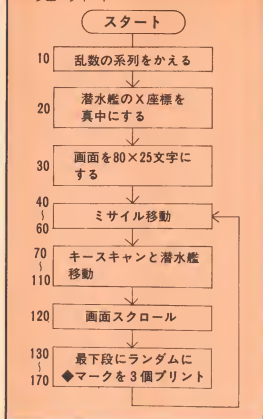 スタート
10
乱数の系列をかえる
20
潜水艦のX座標を
真中にする
30
画面を80×25文字に
する
40
〜
60
ミサイル移動
70
〜
110
キースキャンと潜水艦
移動
120
画面スクロール
130
〜
170
最下段にランダムに
◆マークを3個プリント